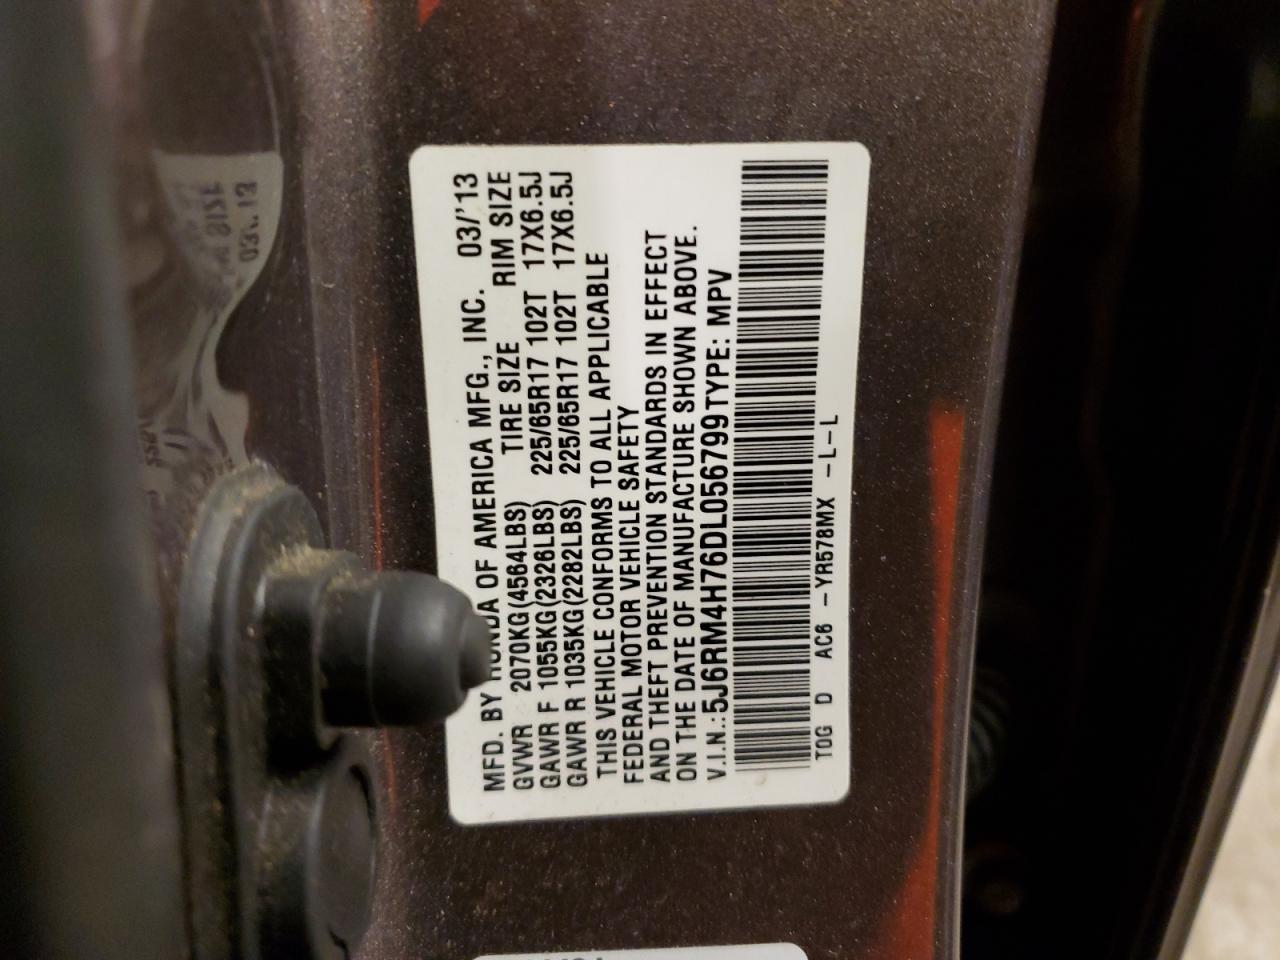 MFD. BY HONDA OF AMERICA MFG., INC. 03/'13
GVWR 2070KG(4564LBS) TIRE SIZE RIM SIZE
GAWR F 1055KG(2326LBS) 225/65R17 102T 17X6.5J
GAWR R 1035KG(2282LBS) 225/65R17 102T 17X6.5J
THIS VEHICLE CONFORMS TO ALL APPLICABLE
FEDERAL MOTOR VEHICLE SAFETY
AND THEFT PREVENTION STANDARDS IN EFFECT
ON THE DATE OF MANUFACTURE SHOWN ABOVE.
V.I.N.:5J6RM4H76DL056799TYPE: MPV
T0G D AC6 -YR578MX -L-L